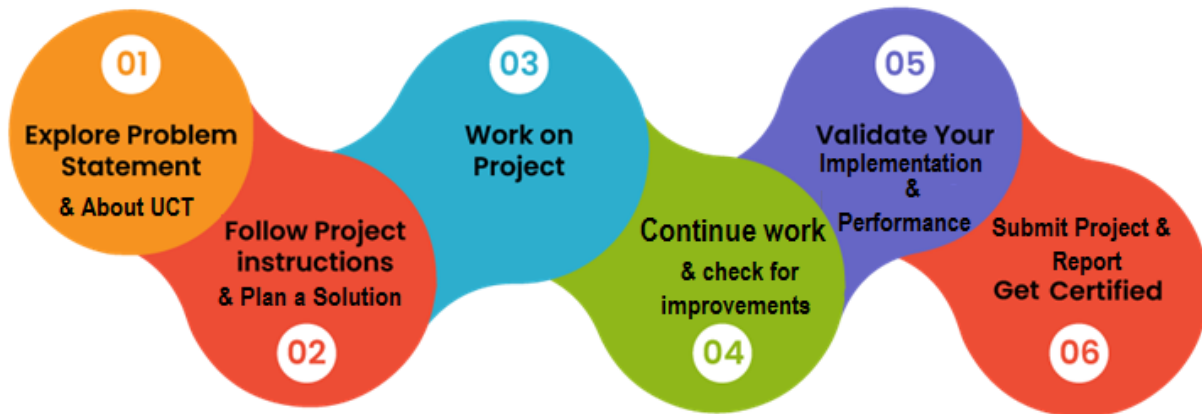 01
Explore Problem
Statement
& About UCT
Follow Project
instructions
& Plan a Solution
02
03
Work on
Project
Continue work
& check for
improvements
04
05
Validate Your
Implementation
&
Performance
Submit Project &
Report
Get Certified
06